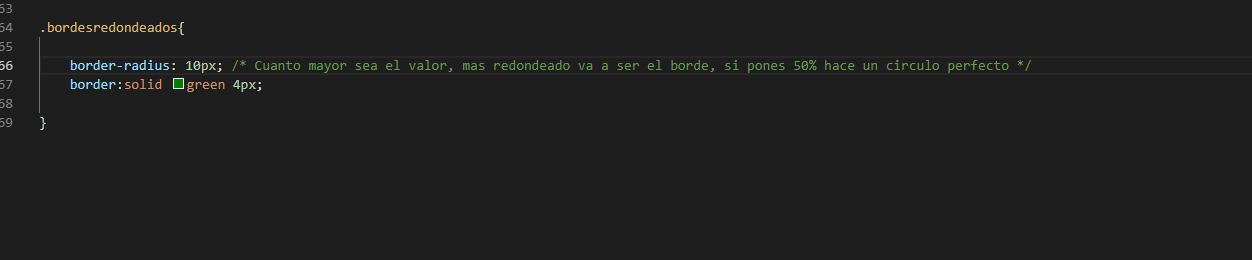 63
64 .bordesredondeados{
65
66 border-radius: 10px; /* Cuanto mayor sea el valor, mas redondeado va a ser el borde, si pones 50% hace un circulo perfecto */
67 border:solid green 4px;
68
69 }